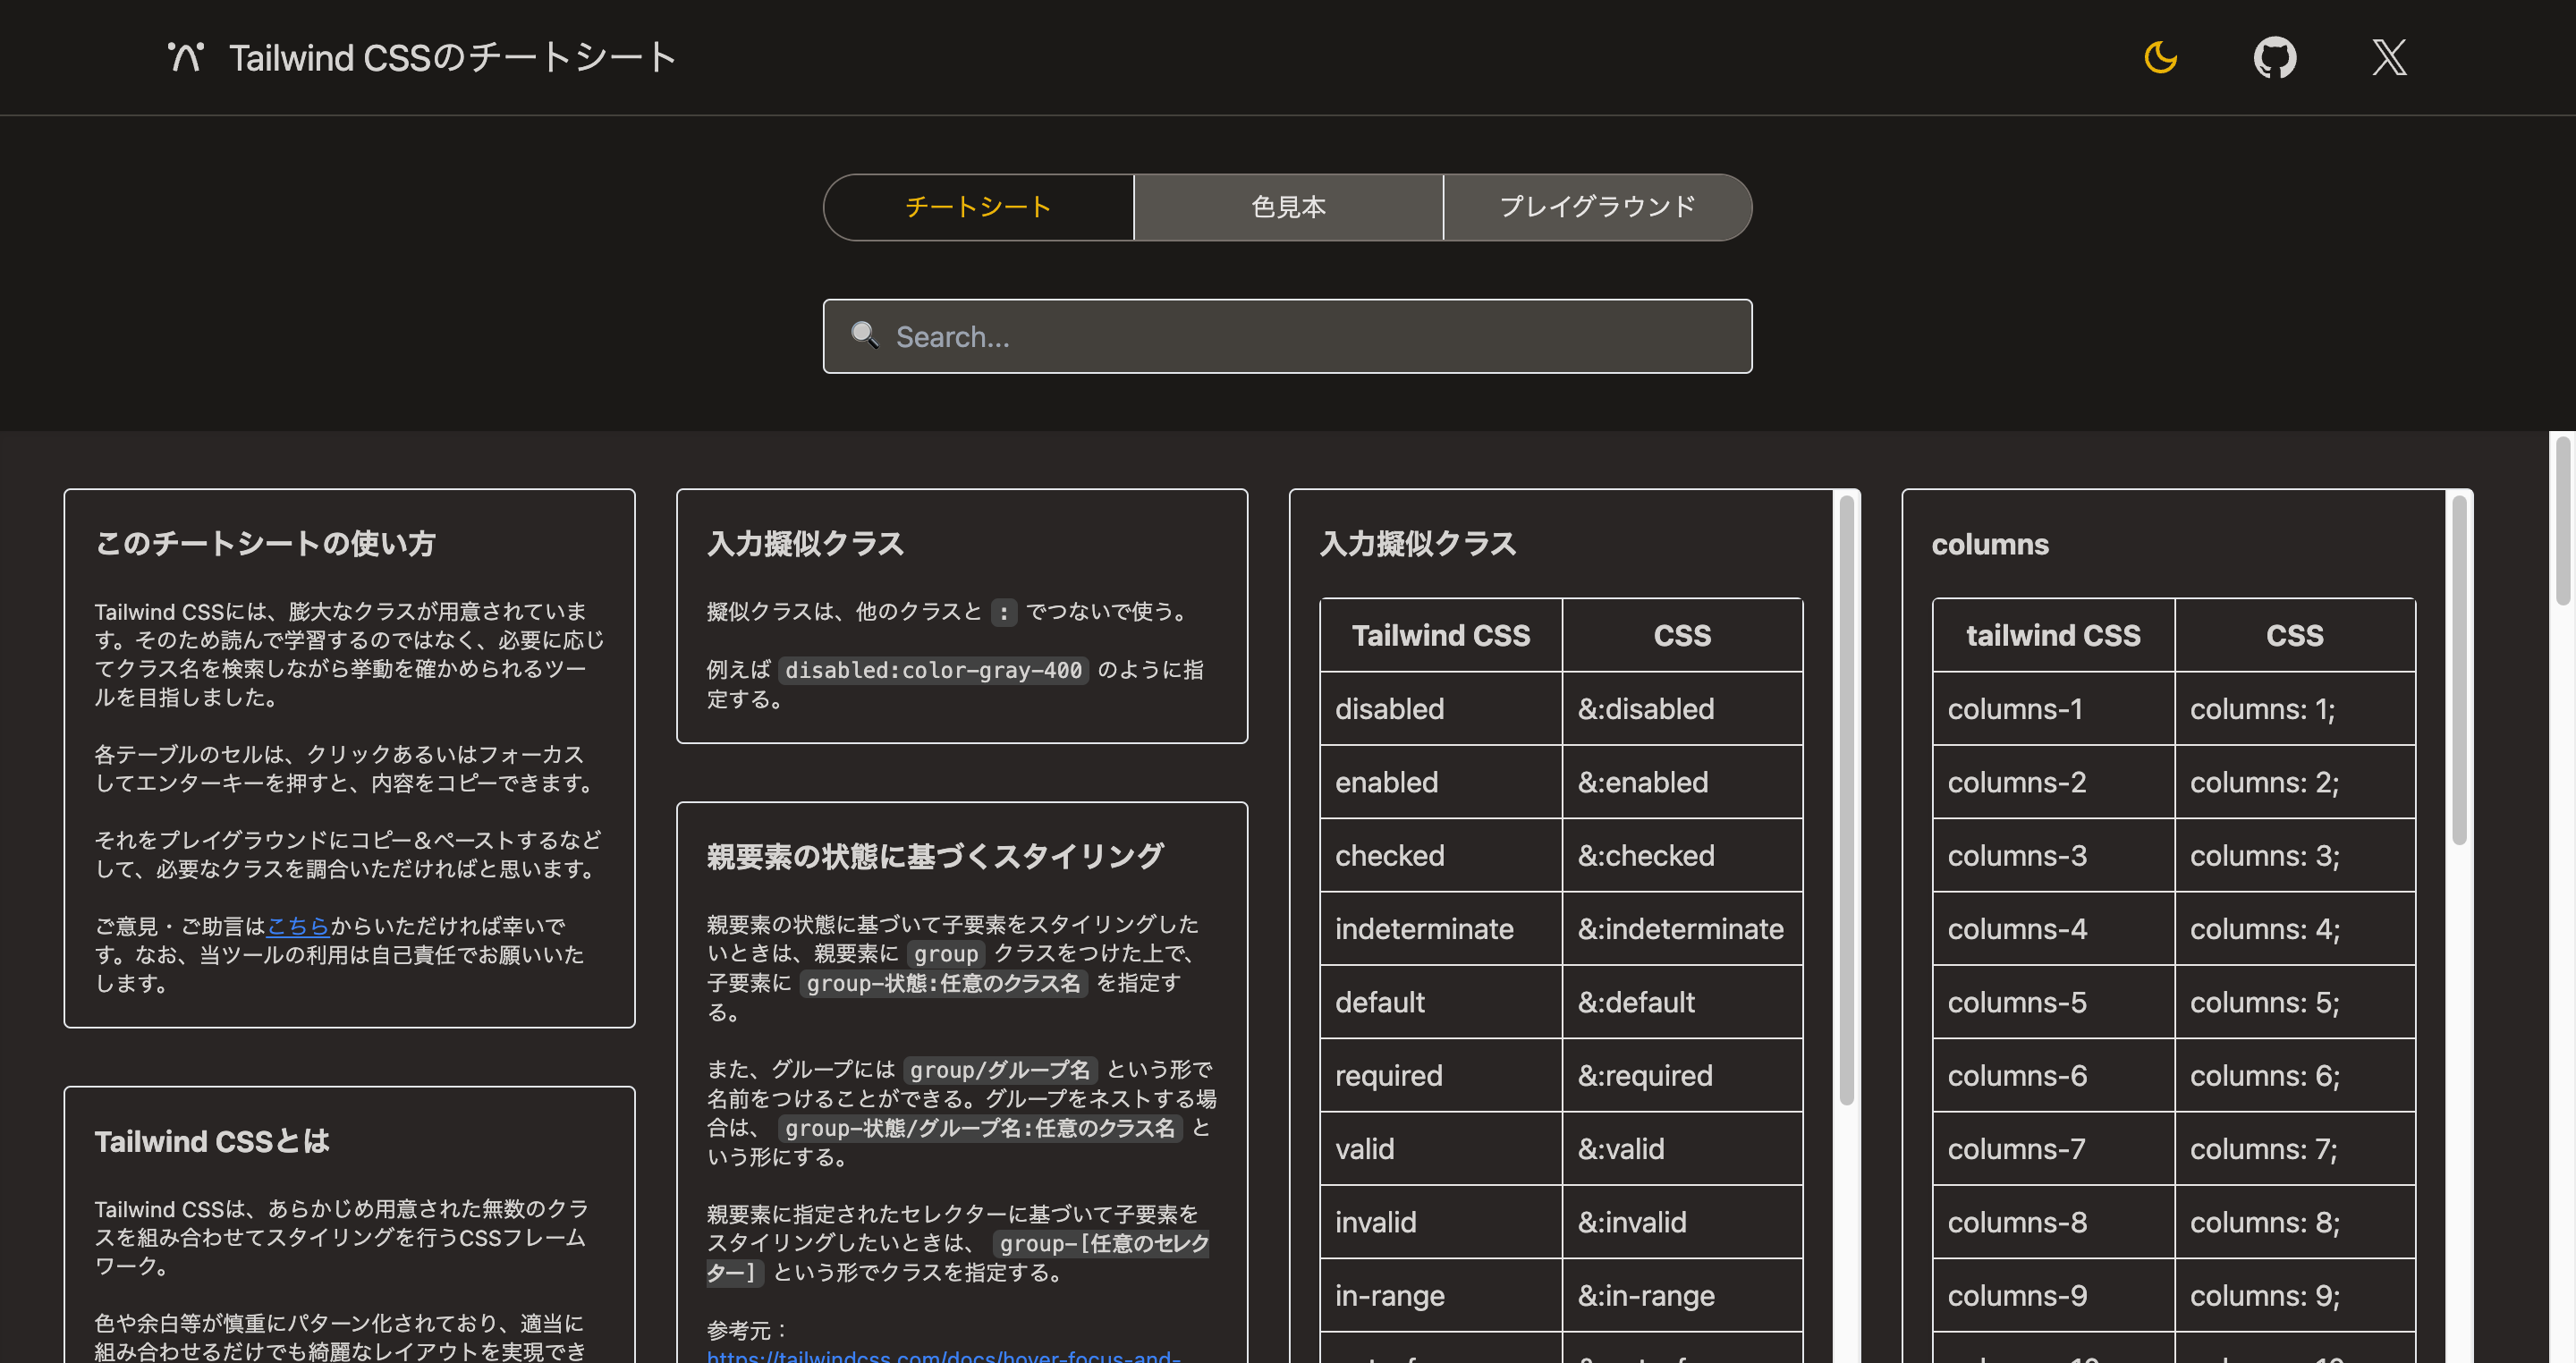 Tailwind CSSのチートシート
チートシート
色見本
プレイグラウンド
Search...
このチートシートの使い方
Tailwind CSSには、膨大なクラスが用意されていま
す。そのため読んで学習するのではなく、必要に応じ
てクラス名を検索しながら挙動を確かめられるツー
ルを目指しました。
各テーブルのセルは、クリックあるいはフォーカス
してエンターキーを押すと、内容をコピーできます。
それをプレイグラウンドにコピー＆ペーストするなど
して、必要なクラスを調合いただければと思います。
ご意見・ご助言はこちらからいただければ幸いで
す。なお、当ツールの利用は自己責任でお願いいた
します。
Tailwind CSSとは
Tailwind CSSは、あらかじめ用意された無数のクラ
スを組み合わせてスタイリングを行うCSSフレーム
ワーク。
色や余白等が慎重にパターン化されており、適当に
組み合わせるだけでも綺麗なレイアウトを実現でき
入力擬似クラス
擬似クラスは、他のクラスと : でつないで使う。
例えば disabled:color-gray-400 のように指
定する。
親要素の状態に基づくスタイリング
親要素の状態に基づいて子要素をスタイリングした
いときは、親要素に group クラスをつけた上で、
子要素に group-状態:任意のクラス名 を指定す
る。
また、グループには group/グループ名 という形で
名前をつけることができる。グループをネストする場
合は、 group-状態/グループ名:任意のクラス名 と
いう形にする。
親要素に指定されたセレクターに基づいて子要素を
スタイリングしたいときは、 group-[任意のセレク
ター] という形でクラスを指定する。
参考元：
https://tailwindcss.com/docs/hover-focus-and-
入力擬似クラス
Tailwind CSS CSS
disabled &:disabled
enabled &:enabled
checked &:checked
indeterminate &:indeterminate
default &:default
required &:required
valid &:valid
invalid &:invalid
in-range &:in-range
columns
tailwind CSS CSS
columns-1 columns: 1;
columns-2 columns: 2;
columns-3 columns: 3;
columns-4 columns: 4;
columns-5 columns: 5;
columns-6 columns: 6;
columns-7 columns: 7;
columns-8 columns: 8;
columns-9 columns: 9;